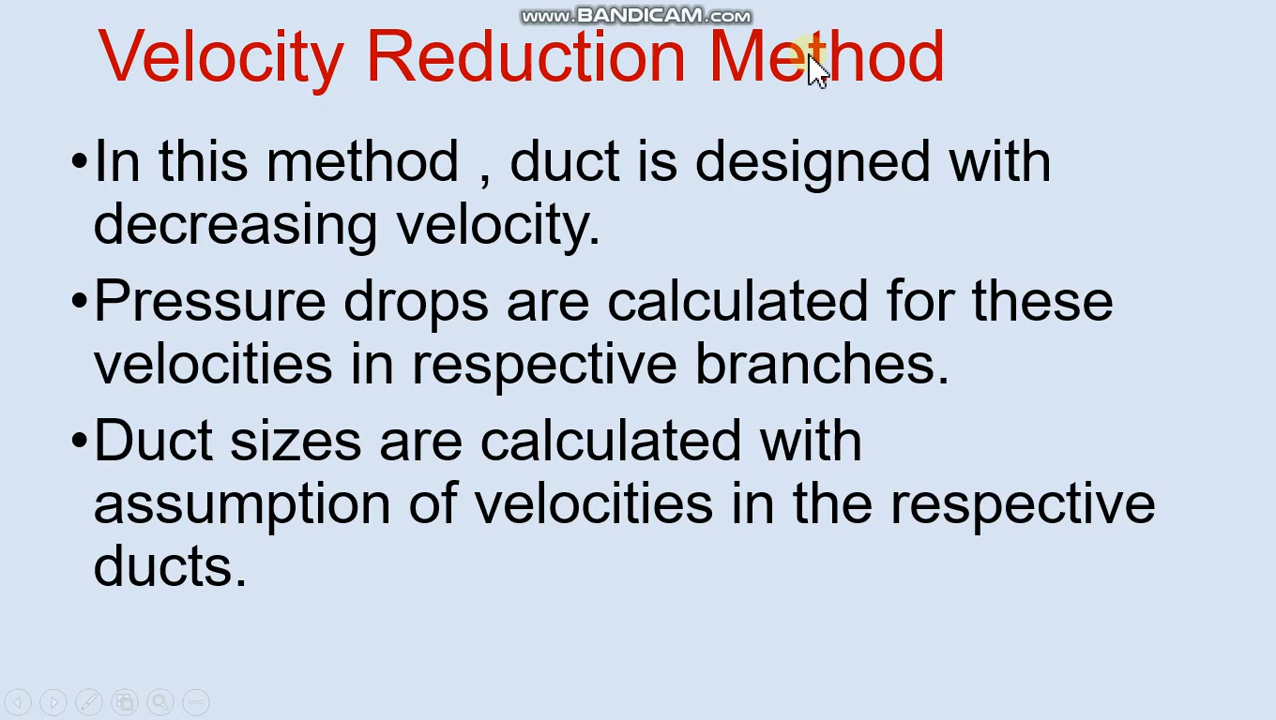 www.BANDICAM.com
Velocity Reduction Method
•In this method , duct is designed with
decreasing velocity.
•Pressure drops are calculated for these
velocities in respective branches.
•Duct sizes are calculated with
assumption of velocities in the respective
ducts.